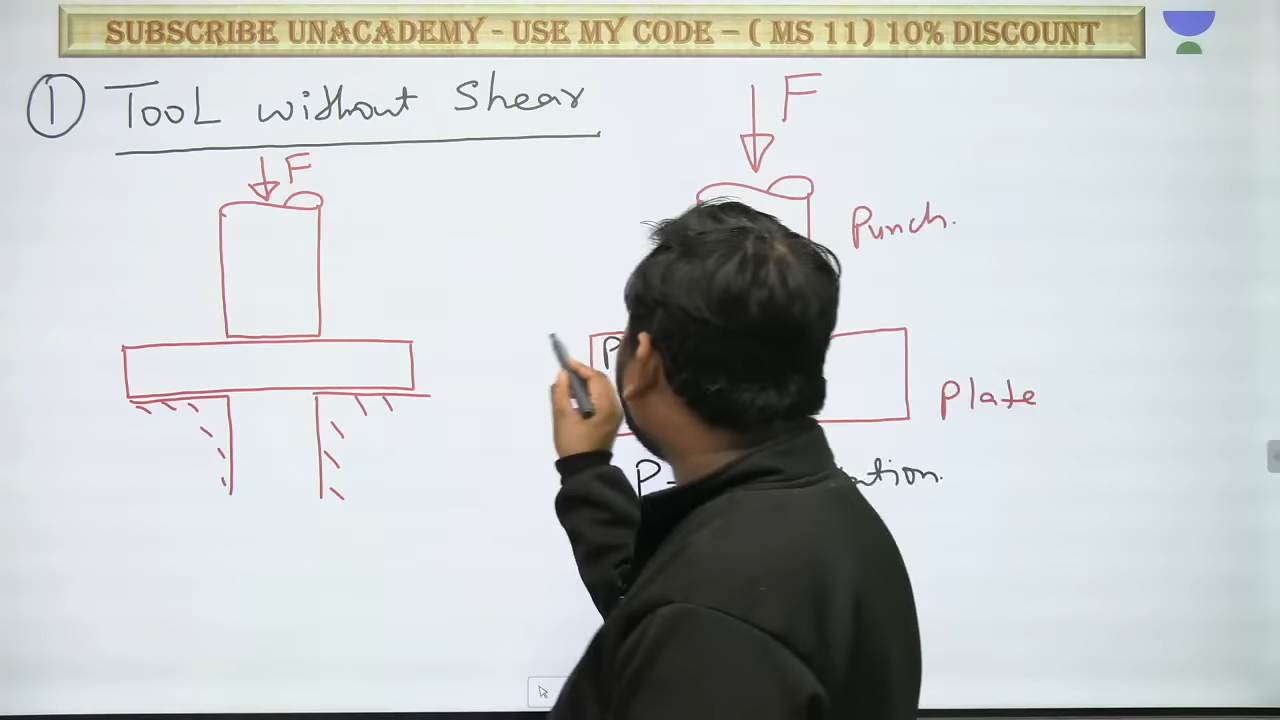 SUBSCRIBE UNACADEMY - USE MY CODE – ( MS 11) 10% DISCOUNT
① Tool without Shear
F
F
Punch.
P
Plate
P-